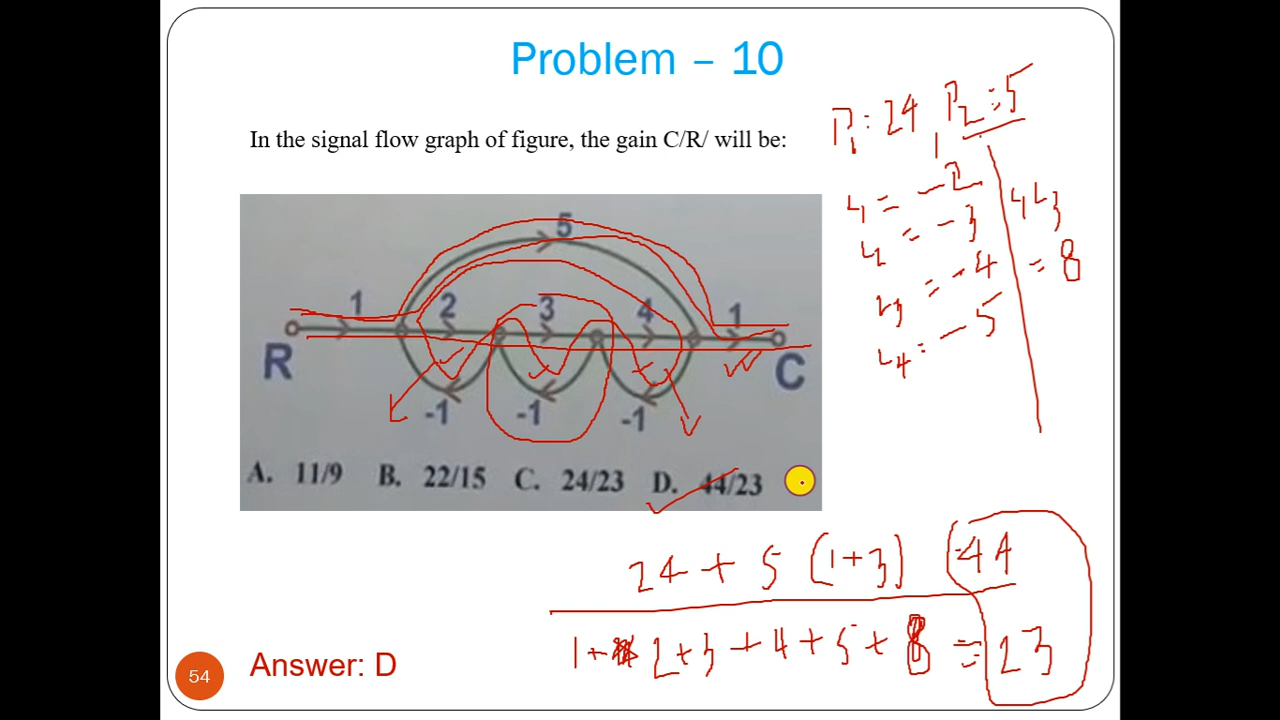 Problem – 10
In the signal flow graph of figure, the gain C/R/ will be:
P₁ = 24, P₂ = 5
L₁ = -2
L₂ = -3
L₃ = -4
L₄ = -5
L₁L₃
= 8
5
1 2 3 4 1
R C
-1 -1 -1
A. 11/9 B. 22/15 C. 24/23 D. 44/23
24 + 5 (1+3) = 44
1 + 2 + 3 + 4 + 5 + 8 = 23
Answer: D
54